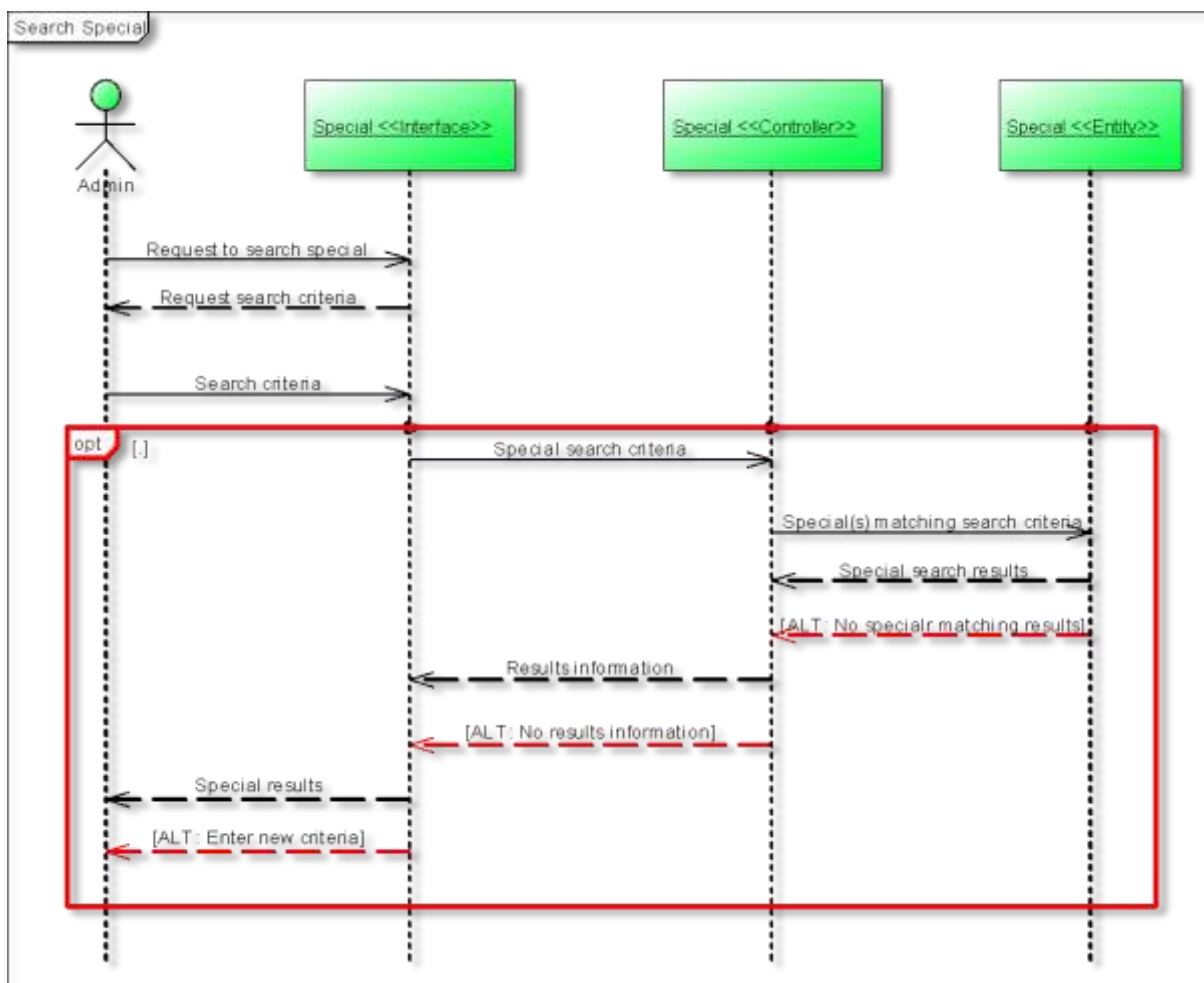 Search Special
Special <<Interface>>
Special <<Controller>>
Special <<Entity>>
Admin
Request to search special
Request search criteria
Search criteria
opt
[.]
Special search criteria
Special(s) matching search criteria
Special search results
[ALT: No specialr matching results]
Results information
[ALT: No results information]
Special results
[ALT: Enter new criteria]